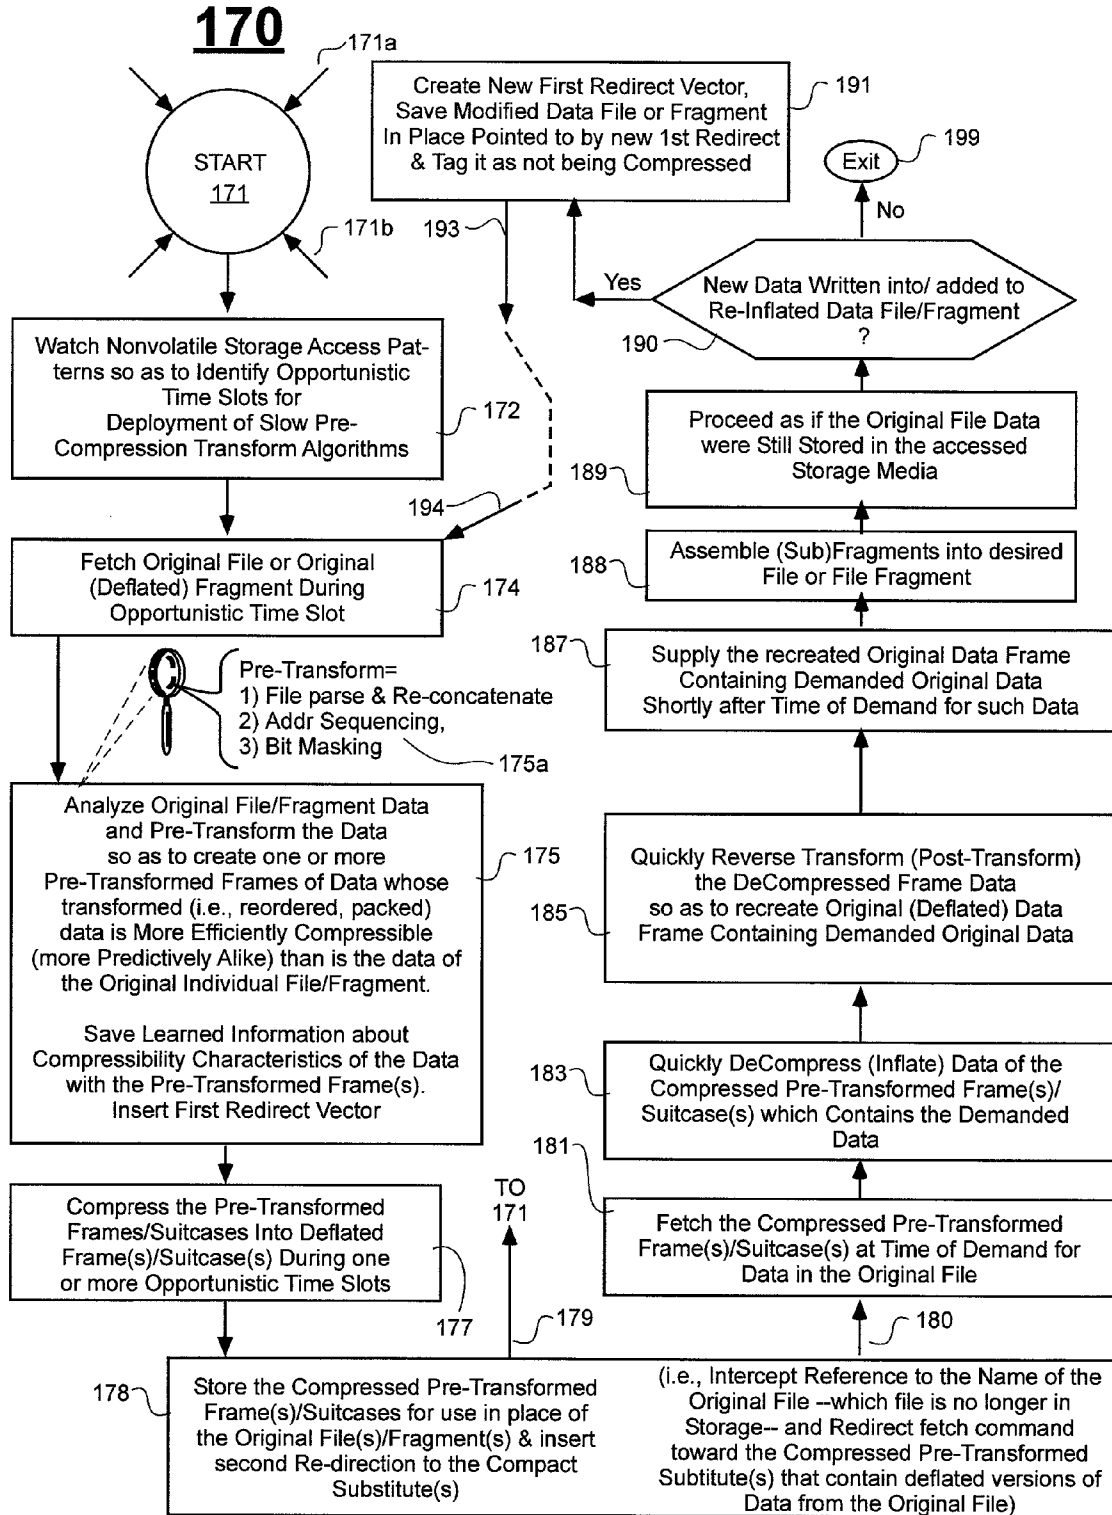 170
171a
START
171
171b
Watch Nonvolatile Storage Access Pat-
terns so as to Identify Opportunistic
Time Slots for
Deployment of Slow Pre-
Compression Transform Algorithms
172
Fetch Original File or Original
(Deflated) Fragment During
Opportunistic Time Slot
174
Pre-Transform=
1) File parse & Re-concatenate
2) Addr Sequencing,
3) Bit Masking
175a
Analyze Original File/Fragment Data
and Pre-Transform the Data
so as to create one or more
Pre-Transformed Frames of Data whose
transformed (i.e., reordered, packed)
data is More Efficiently Compressible
(more Predictively Alike) than is the data of
the Original Individual File/Fragment.
Save Learned Information about
Compressibility Characteristics of the Data
with the Pre-Transformed Frame(s).
Insert First Redirect Vector
175
Compress the Pre-Transformed
Frames/Suitcases Into Deflated
Frame(s)/Suitcase(s) During one
or more Opportunistic Time Slots
177
178
Store the Compressed Pre-Transformed
Frame(s)/Suitcases for use in place of
the Original File(s)/Fragment(s) & insert
second Re-direction to the Compact
Substitute(s)
TO
171
179
(i.e., Intercept Reference to the Name of the
Original File --which file is no longer in
Storage-- and Redirect fetch command
toward the Compressed Pre-Transformed
Subtitute(s) that contain deflated versions of
Data from the Original File)
180
181
Fetch the Compressed Pre-Transformed
Frame(s)/Suitcase(s) at Time of Demand for
Data in the Original File
183
Quickly DeCompress (Inflate) Data of the
Compressed Pre-Transformed Frame(s)/
Suitcase(s) which Contains the Demanded
Data
185
Quickly Reverse Transform (Post-Transform)
the DeCompressed Frame Data
so as to recreate Original (Deflated) Data
Frame Containing Demanded Original Data
187
Supply the recreated Original Data Frame
Containing Demanded Original Data
Shortly after Time of Demand for such Data
188
Assemble (Sub)Fragments into desired
File or File Fragment
189
Proceed as if the Original File Data
were Still Stored in the accessed
Storage Media
190
New Data Written into/ added to
Re-Inflated Data File/Fragment
?
No
Exit
199
Yes
Create New First Redirect Vector,
Save Modified Data File or Fragment
In Place Pointed to by new 1st Redirect
& Tag it as not being Compressed
191
193
194